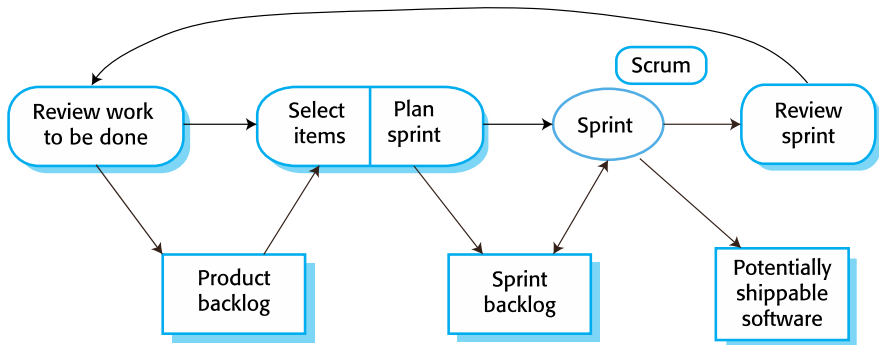 Scrum
Review work
to be done
Select
items
Plan
sprint
Sprint
Review
sprint
Product
backlog
Sprint
backlog
Potentially
shippable
software